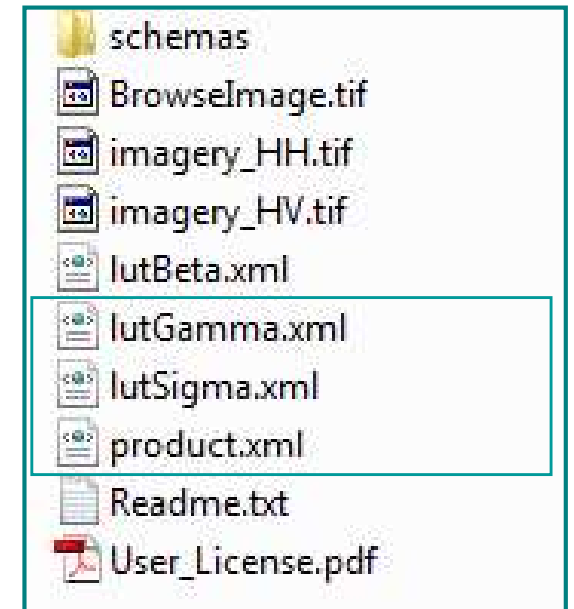 schemas
BrowseImage.tif
imagery_HH.tif
imagery_HV.tif
lutBeta.xml
lutGamma.xml
lutSigma.xml
product.xml
Readme.txt
User_License.pdf